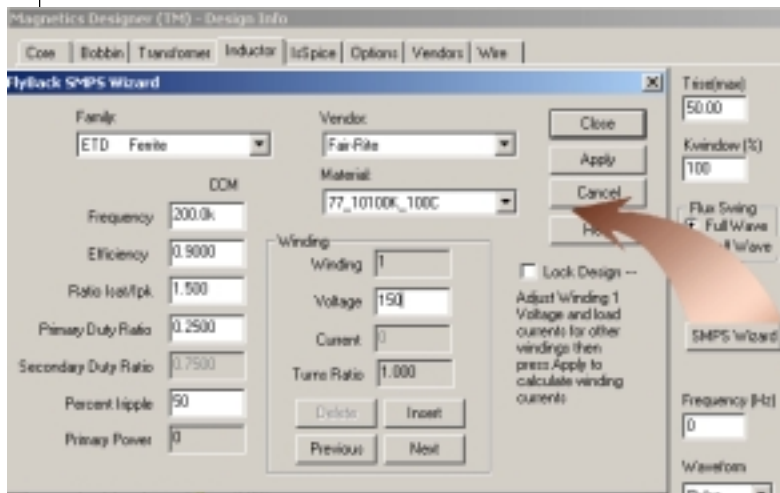 Magnetics Designer (TM) - Design Info
Core Bobbin Transformer Inductor IsSpice Options Vendors Wire
FlyBack SMPS Wizard
Family:
ETD Ferrite
Vendor:
Fair-Rite
Material:
77_10100K_100C
Close
Apply
Cancel
CCM
Frequency 200.0k
Efficiency 0.9000
Ratio Isat/Ipk 1.500
Primary Duty Ratio 0.2500
Secondary Duty Ratio 0.7500
Percent ripple 50
Primary Power 0
Winding
Winding 1
Voltage 150
Current 0
Turns Ratio 1.000
Delete Insert
Previous Next
Lock Design --
Adjust Winding 1
Voltage and load
currents for other
windings then
press Apply to
calculate winding
currents
Trise(max)
50.00
Kwindow (%)
100
Flux Swing
Full Wave
Wave
SMPS Wizard
Frequency (Hz)
0
Waveform